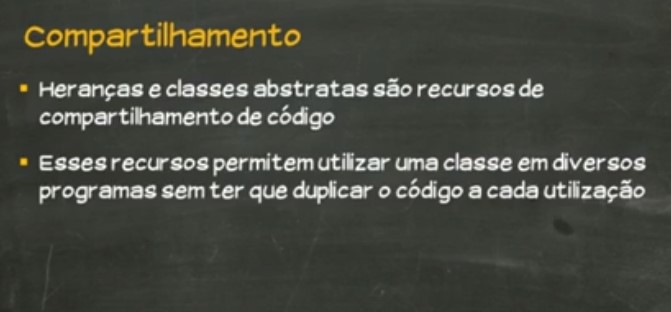 Compartilhamento
▪ Heranças e classes abstratas são recursos de
compartilhamento de código
▪ Esses recursos permitem utilizar uma classe em diversos
programas sem ter que duplicar o código a cada utilização